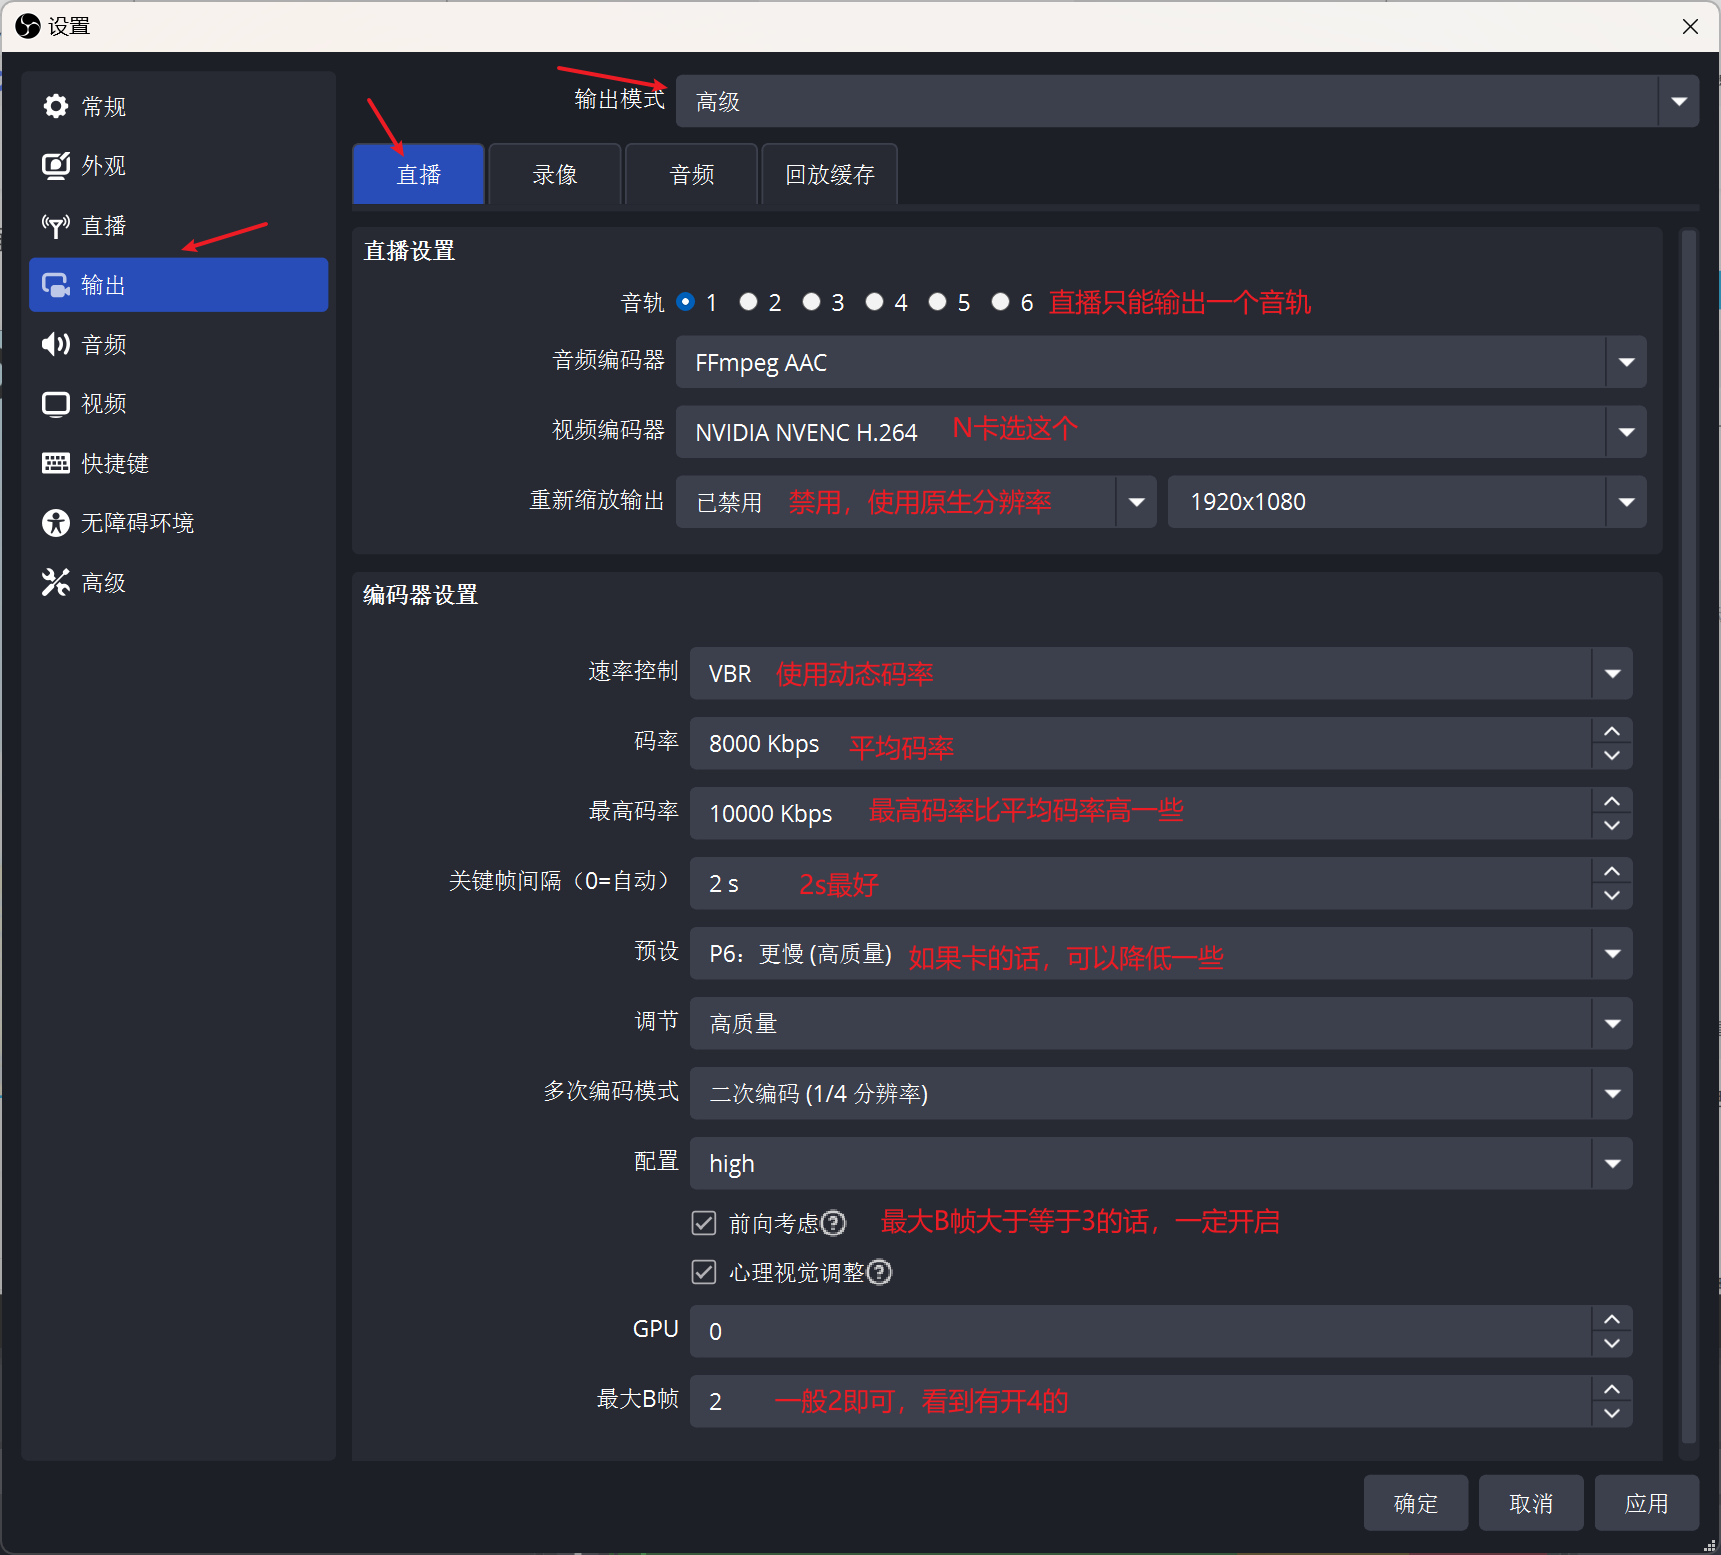 设置
常规
外观
直播
输出
音频
视频
快捷键
无障碍环境
高级
输出模式 高级
直播 录像 音频 回放缓存
直播设置
音轨 1 2 3 4 5 6 直播只能输出一个音轨
音频编码器 FFmpeg AAC
视频编码器 NVIDIA NVENC H.264 N卡选这个
重新缩放输出 已禁用 禁用，使用原生分辨率 1920x1080
编码器设置
速率控制 VBR 使用动态码率
码率 8000 Kbps 平均码率
最高码率 10000 Kbps 最高码率比平均码率高一些
关键帧间隔（0=自动） 2 s 2s最好
预设 P6：更慢 (高质量) 如果卡的话，可以降低一些
调节 高质量
多次编码模式 二次编码 (1/4 分辨率)
配置 high
前向考虑 ? 最大B帧大于等于3的话，一定开启
心理视觉调整 ?
GPU 0
最大B帧 2 一般2即可，看到有开4的
确定 取消 应用